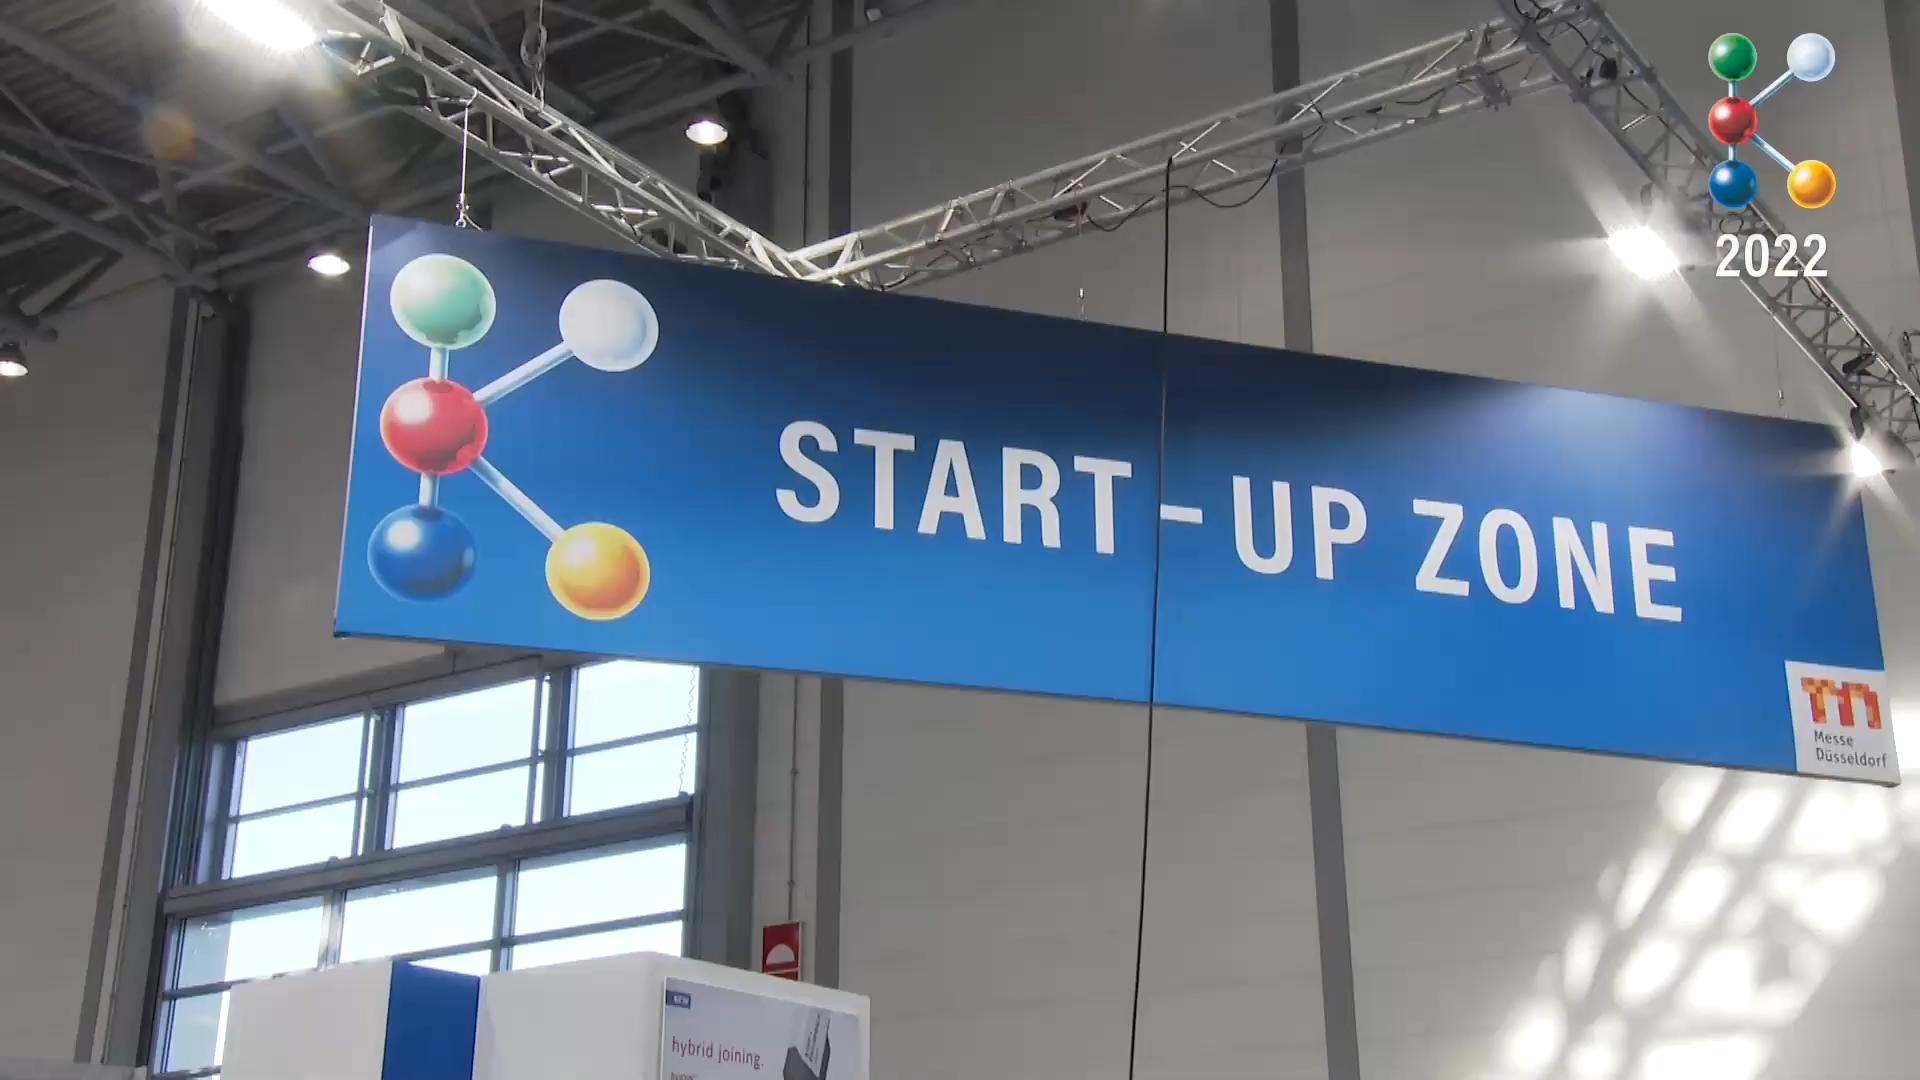 2022
START-UP ZONE
Messe
Düsseldorf
NEW
hybrid joining.